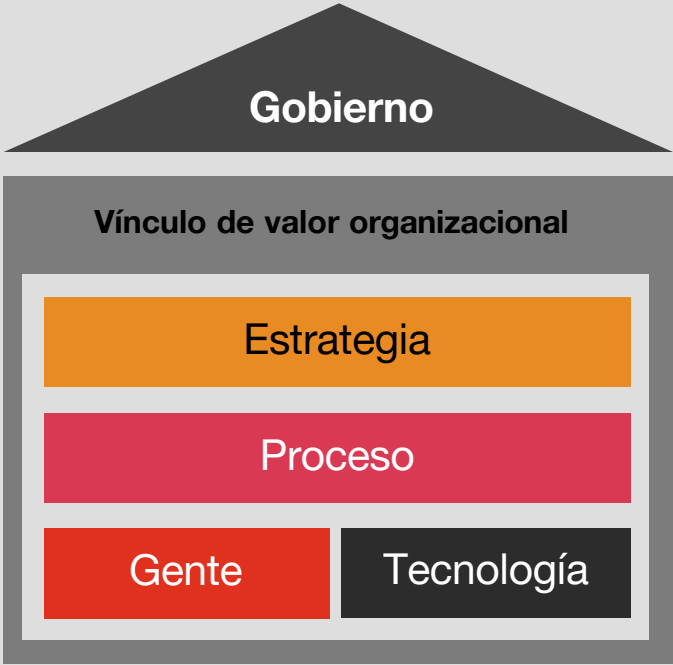 Gobierno
Vínculo de valor organizacional
Estrategia
Proceso
Gente
Tecnología